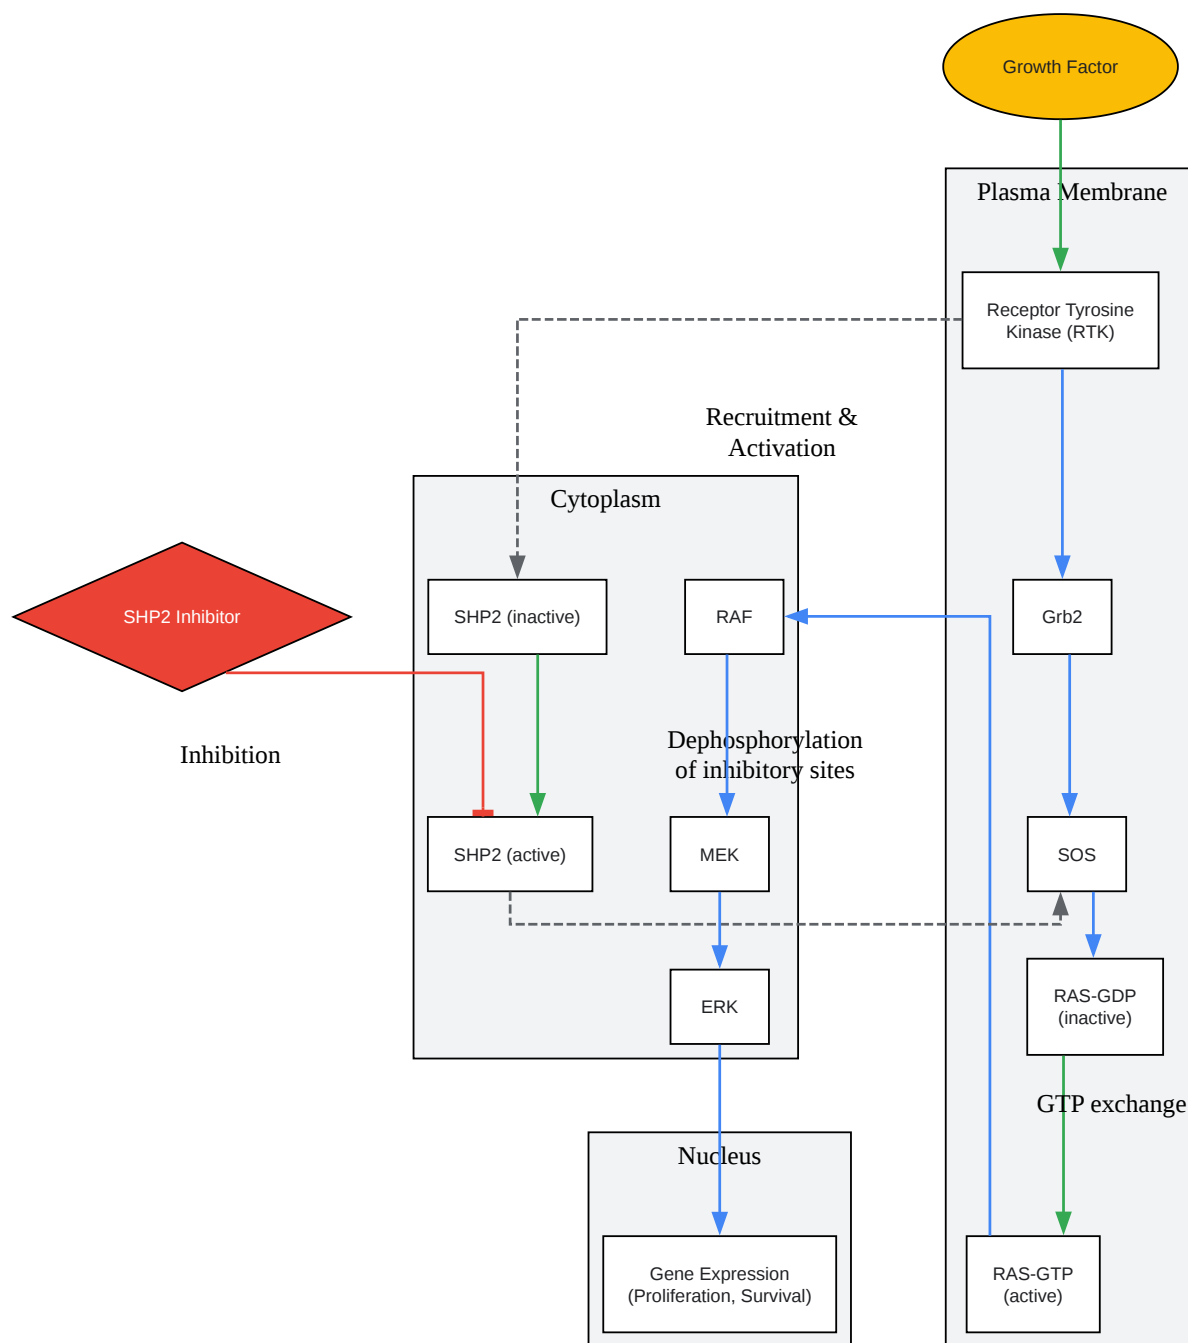 Growth Factor
Plasma Membrane
Receptor Tyrosine
Kinase (RTK)
Recruitment &
Activation
Cytoplasm
SHP2 Inhibitor
SHP2 (inactive)
RAF
Grb2
Inhibition
Dephosphorylation
of inhibitory sites
SHP2 (active)
MEK
SOS
ERK
RAS-GDP
(inactive)
GTP exchange
Nucleus
Gene Expression
(Proliferation, Survival)
RAS-GTP
(active)